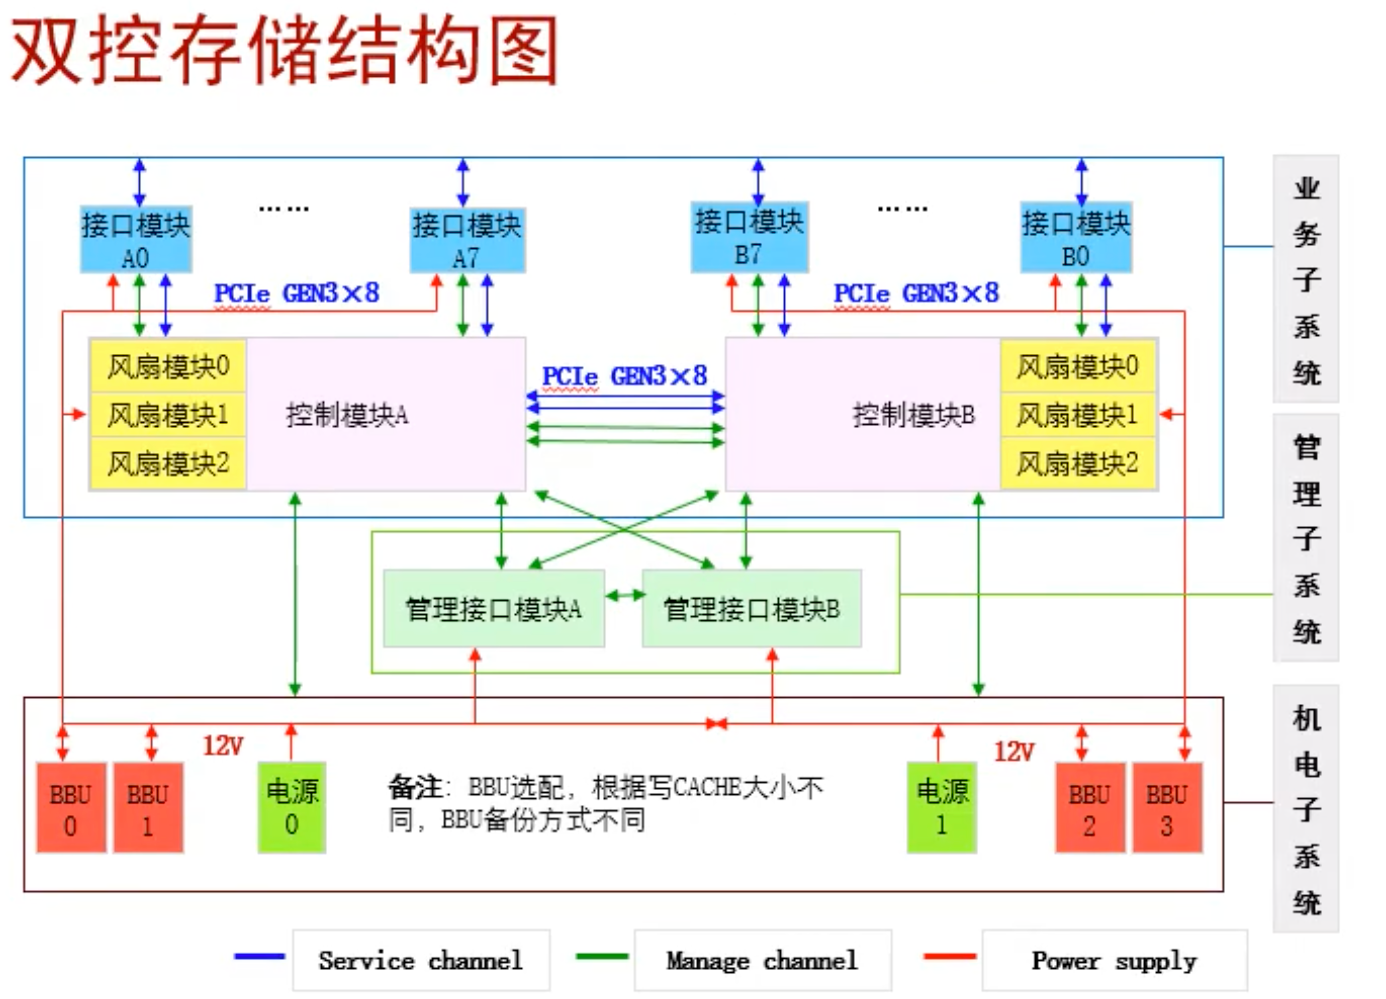 双控存储结构图
接口模块
A0
……
接口模块
A7
接口模块
B7
……
接口模块
B0
PCIe GEN3×8
PCIe GEN3×8
风扇模块0
风扇模块1
风扇模块2
控制模块A
PCIe GEN3×8
控制模块B
风扇模块0
风扇模块1
风扇模块2
管理接口模块A
管理接口模块B
12V
12V
BBU
0
BBU
1
电源
0
备注：BBU选配，根据写CACHE大小不
同，BBU备份方式不同
电源
1
BBU
2
BBU
3
业务子系统
管理子系统
机电子系统
Service channel
Manage channel
Power supply